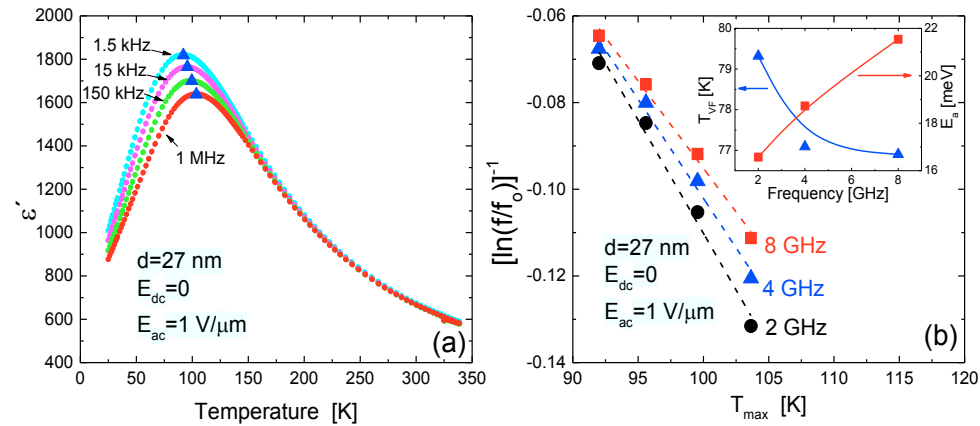 ε´
1800
1600
1400
1200
1000
800
600
400
200
0
0 50 100 150 200 250 300 350
Temperature [K]
1.5 kHz
15 kHz
150 kHz
1 MHz
d=27 nm
E_dc=0
E_ac=1 V/μm
(a)
2000
[ln(f/f_o)]^-1
-0.06
-0.08
-0.10
-0.12
-0.14
90 95 100 105 110 115 120
T_max [K]
8 GHz
4 GHz
2 GHz
d=27 nm
E_dc=0
E_ac=1 V/μm
(b)
T_VF [K]
80
79
78
77
2 4 6 8
Frequency [GHz]
22
20
18
16
E_a [meV]